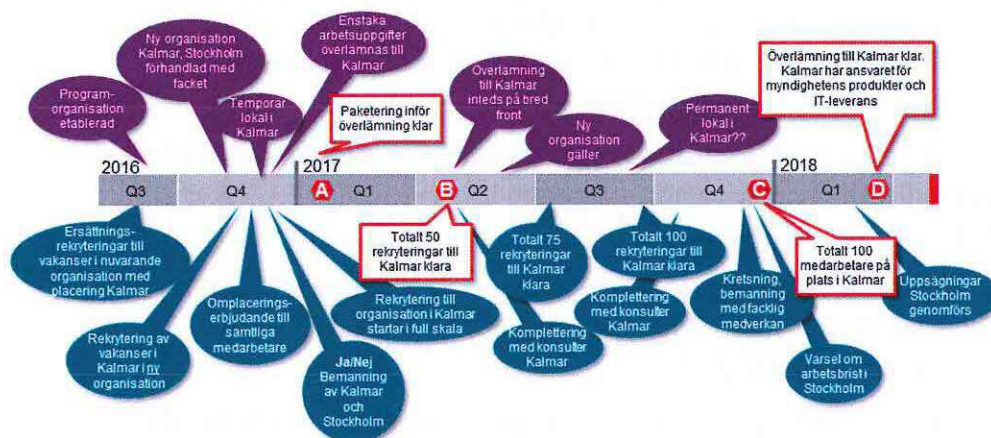 Program-
organisation
etablerad
Ny organisation
Kalmar, Stockholm
förhandlad med
facket
Temporär
lokal i
Kalmar
Enstaka
arbetsuppgifter
överlämnas till
Kalmar
Paketering inför
överlämning klar
Överlämning
till Kalmar
inleds på bred
front
Ny
organisation
gäller
Permanent
lokal i
Kalmar??
Överlämning till Kalmar klar.
Kalmar har ansvaret för
myndighetens produkter och
IT-leverans
2016
2017
2018
Q3
Q4
A
Q1
B
Q2
Q3
Q4
C
Q1
D
Ersättnings-
rekryteringar till
vakanser i nuvarande
organisation med
placering Kalmar
Rekrytering av
vakanser i
Kalmar i ny
organisation
Omplacerings-
erbjudande till
samtliga
medarbetare
Ja/Nej
Bemanning
av Kalmar
och
Stockholm
Rekrytering till
organisation i Kalmar
startar i full skala
Totalt 50
rekryteringar till
Kalmar klara
Komplettering
med konsulter
Kalmar
Totalt 75
rekryteringar
till Kalmar
klara
Totalt 100
rekryteringar till
Kalmar klara
Komplettering
med konsulter
Kalmar
Kretsning,
bemanning
med facklig
medverkan
Totalt 100
medarbetare på
plats i Kalmar
Varsel om
arbetsbrist i
Stockholm
Uppsägningar
Stockholm
genomförs